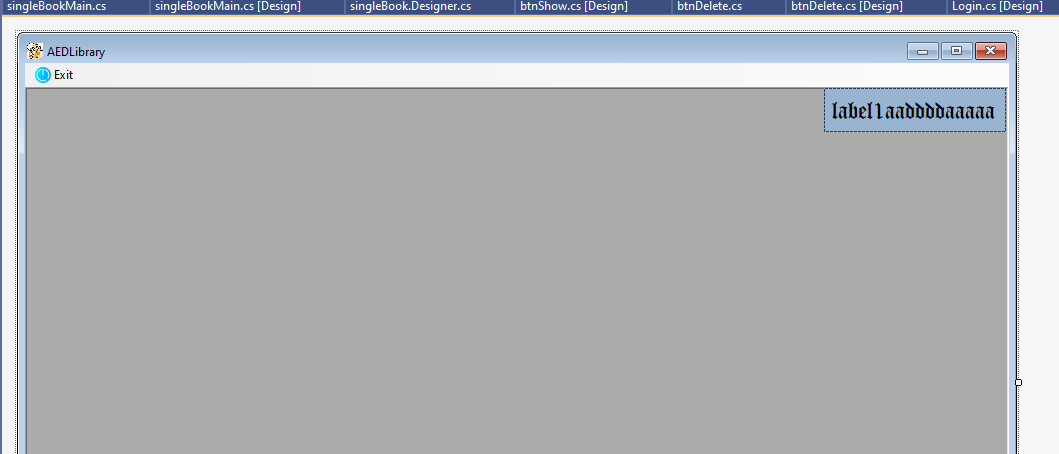 singleBookMain.cs singleBookMain.cs [Design] singleBook.Designer.cs btnShow.cs [Design] btnDelete.cs btnDelete.cs [Design] Login.cs [Design]
AEDLibrary
Exit
label1aaddddaaaaa